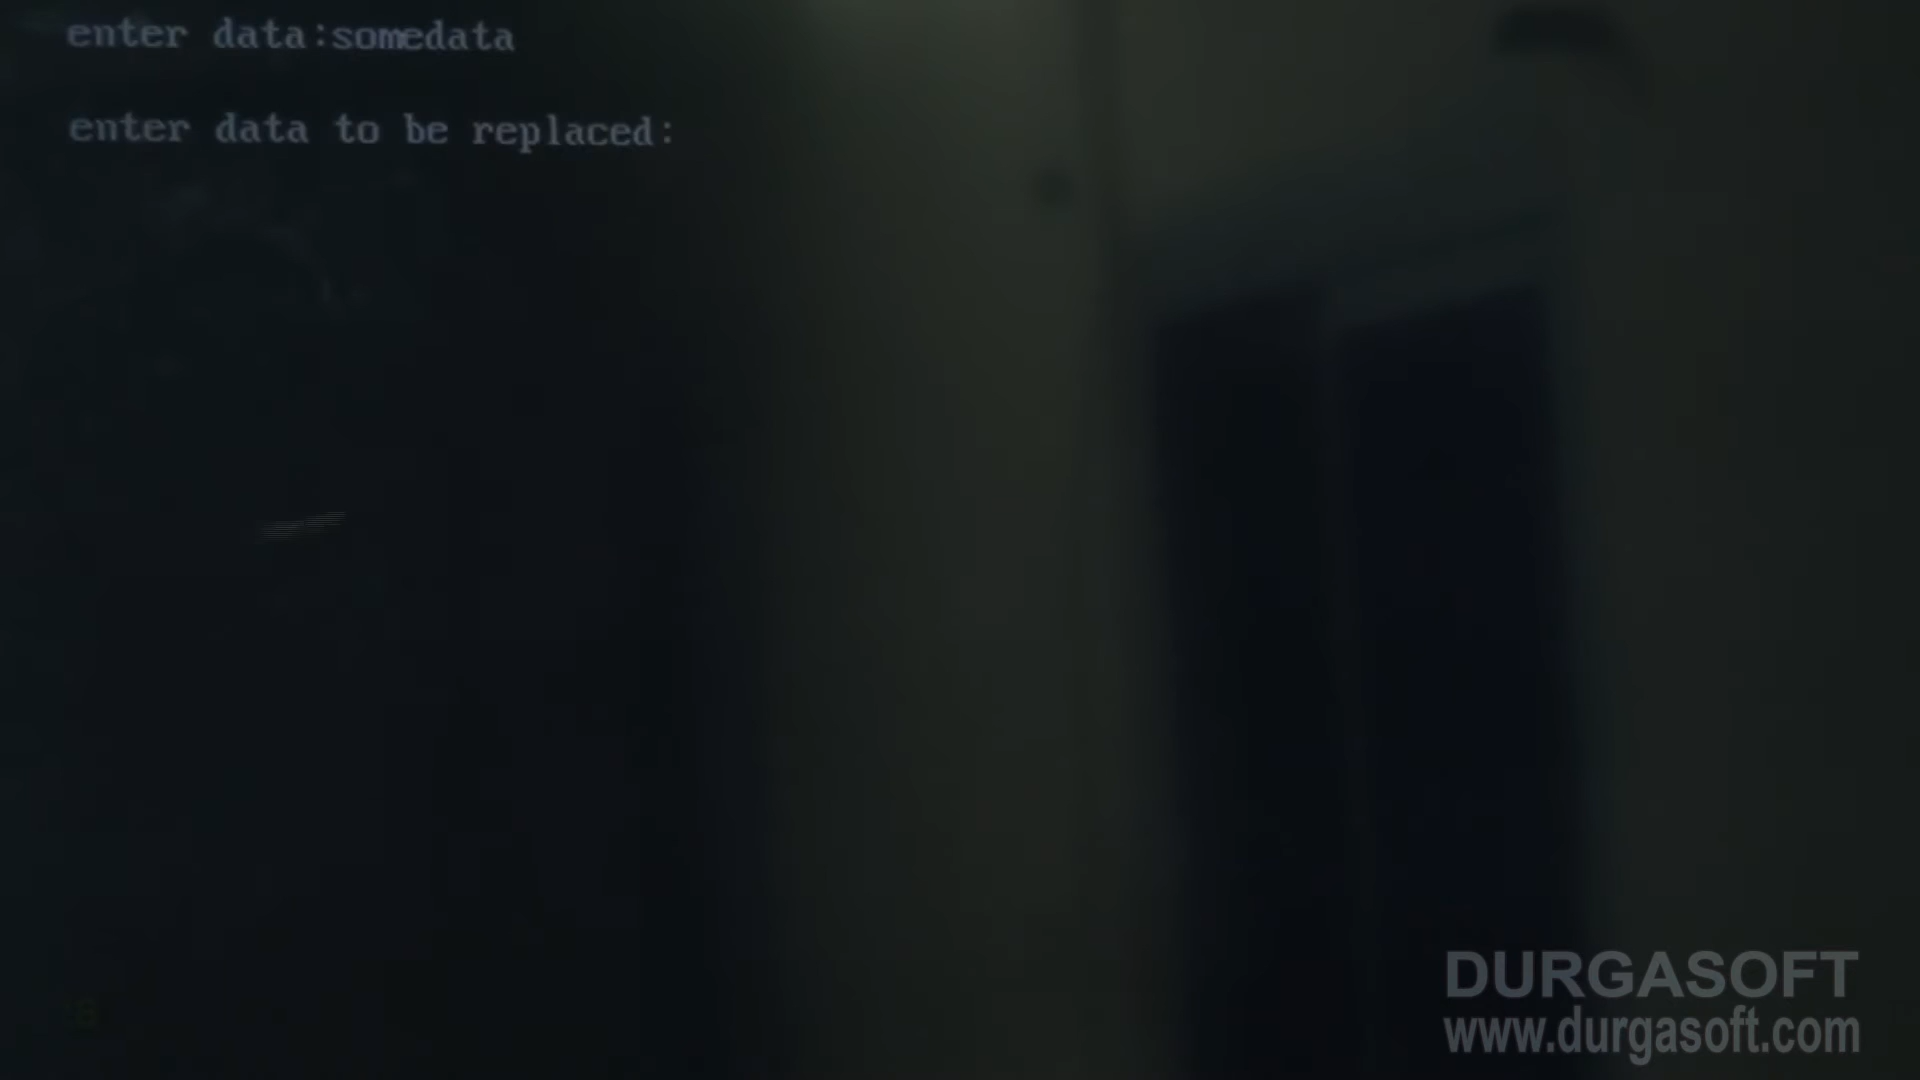 enter data:somedata
enter data to be replaced:
DURGASOFT
www.durgasoft.com